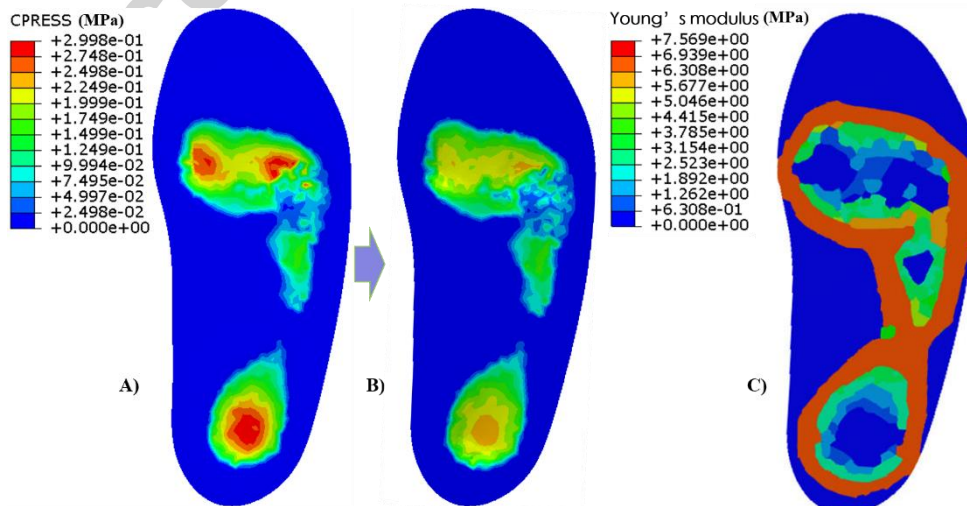 CPRESS (MPa)
+2.998e-01
+2.748e-01
+2.498e-01
+2.249e-01
+1.999e-01
+1.749e-01
+1.499e-01
+1.249e-01
+9.994e-02
+7.495e-02
+4.997e-02
+2.498e-02
+0.000e+00
A)
B)
Young’s modulus (MPa)
+7.569e+00
+6.939e+00
+6.308e+00
+5.677e+00
+5.046e+00
+4.415e+00
+3.785e+00
+3.154e+00
+2.523e+00
+1.892e+00
+1.262e+00
+6.308e-01
+0.000e+00
C)